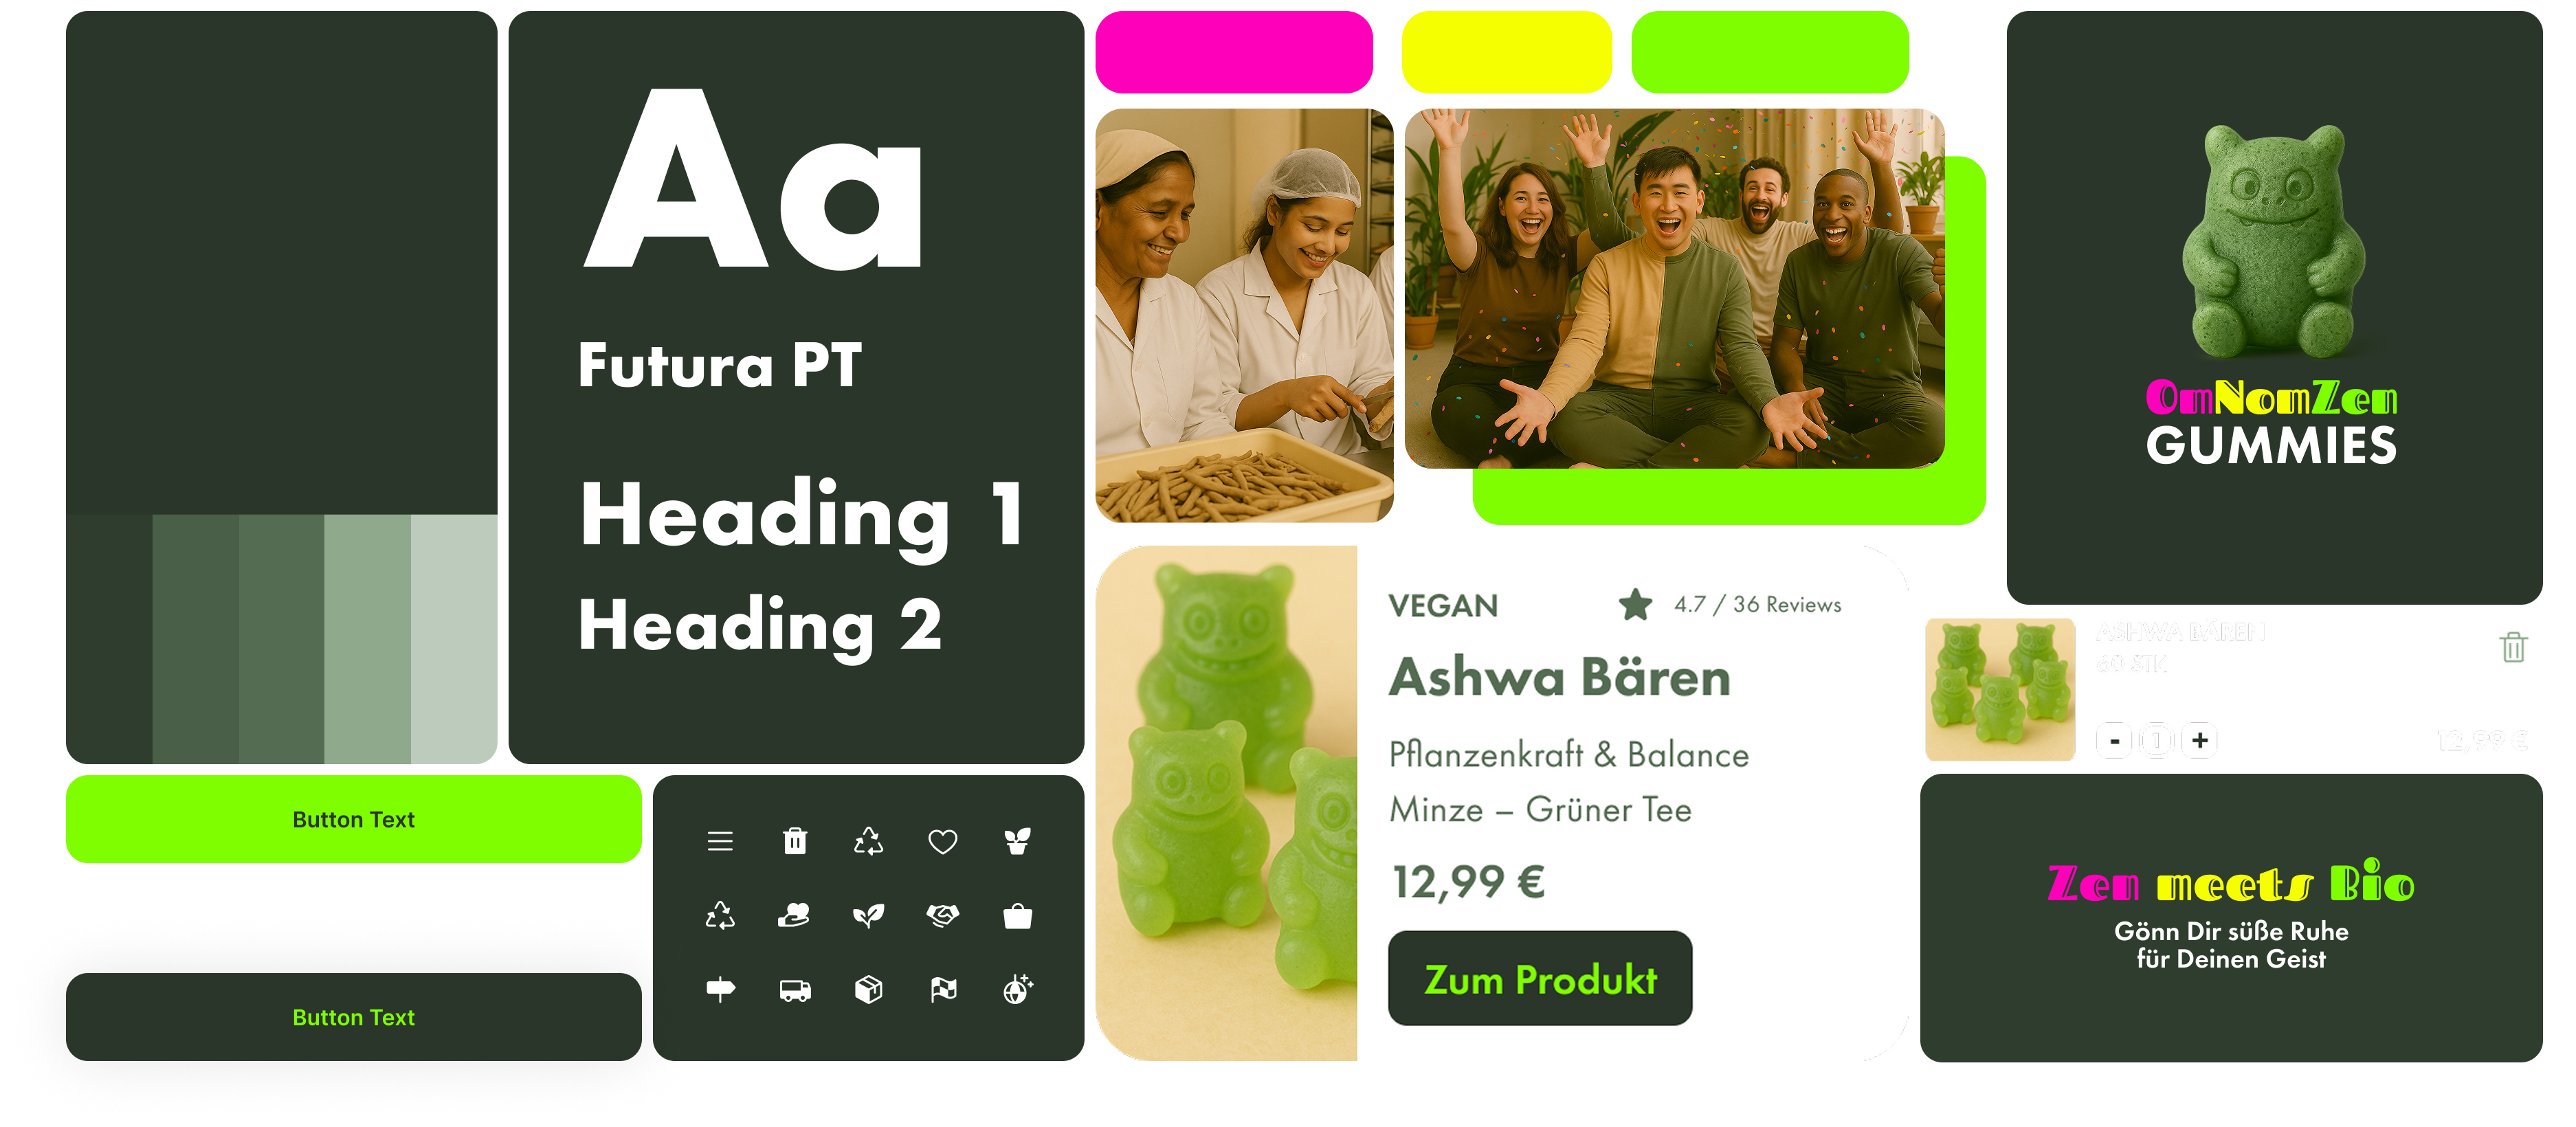 Aa
Futura PT
Heading 1
Heading 2
Button Text
Button Text
VEGAN
4.7 / 36 Reviews
Ashwa Bären
Pflanzenkraft & Balance
Minze – Grüner Tee
12,99 €
Zum Produkt
OmNomZen
GUMMIES
ASHWA BÄREN
60 STK
- 1 +
12,99 €
Zen meets Bio
Gönn Dir süße Ruhe
für Deinen Geist